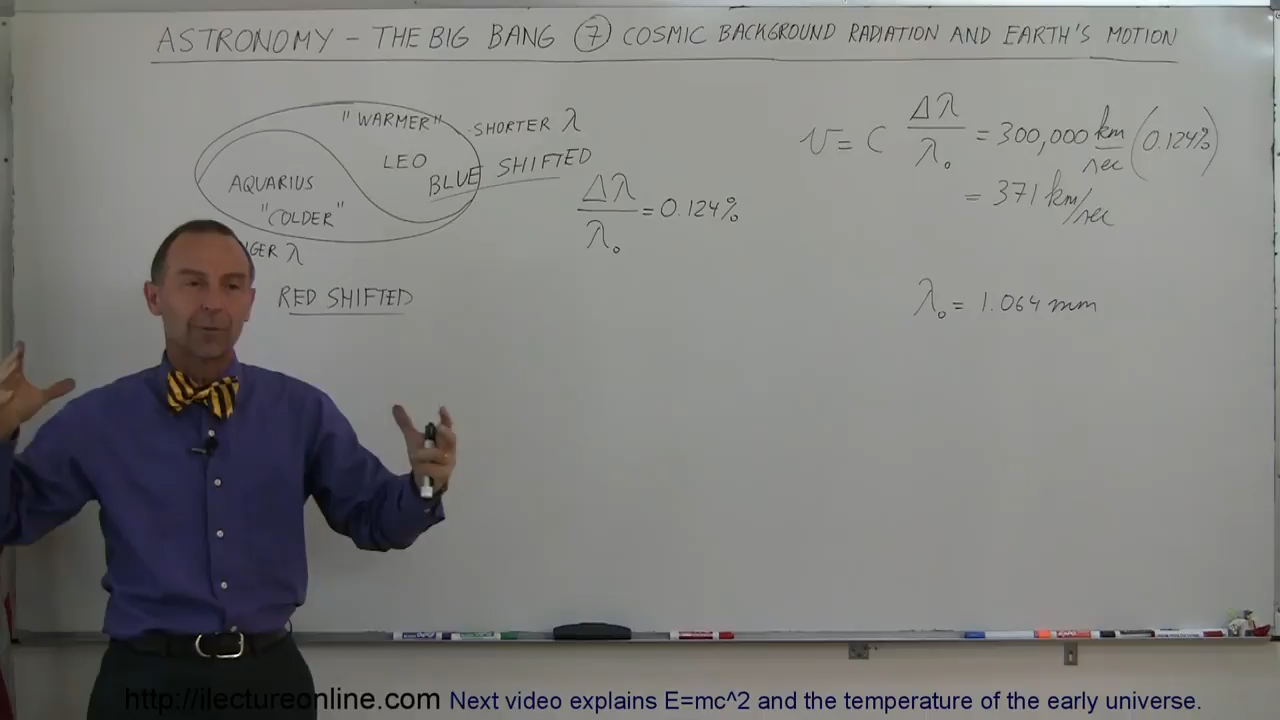 ASTRONOMY – THE BIG BANG ⑦ COSMIC BACKGROUND RADIATION AND EARTH'S MOTION
"WARMER" SHORTER λ
LEO BLUE SHIFTED
AQUARIUS
"COLDER"
λ
RED SHIFTED
Δλ/λ₀ = 0.124%
v = C Δλ/λ₀ = 300,000 km/sec (0.124%)
= 371 km/sec
λ₀ = 1.064 mm
http://ilectureonline.com Next video explains E=mc^2 and the temperature of the early universe.